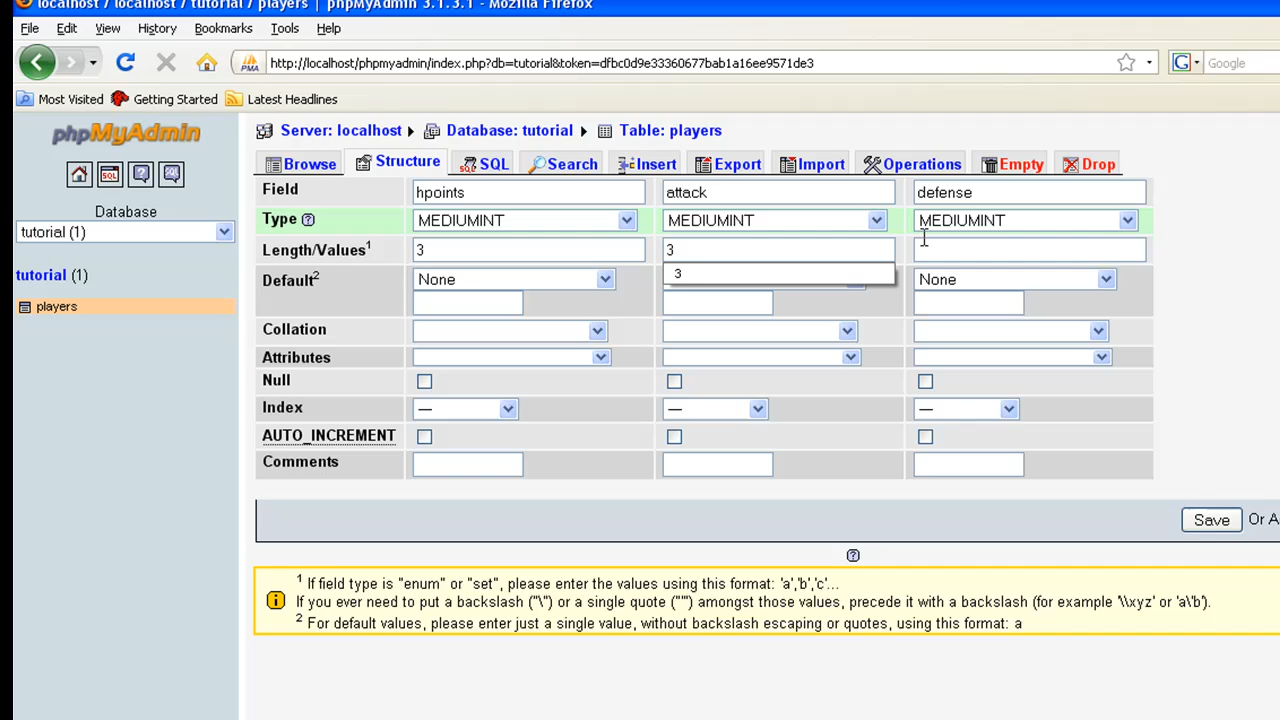 localhost / localhost / tutorial / players | phpMyAdmin 3.1.3.1 - Mozilla Firefox
File Edit View History Bookmarks Tools Help
http://localhost/phpmyadmin/index.php?db=tutorial&token=dfbc0d9e33360677bab1a16ee9571de3
G Google
Most Visited Getting Started Latest Headlines
phpMyAdmin
SQL
Database
tutorial (1)
tutorial (1)
players
Server: localhost Database: tutorial Table: players
Browse Structure SQL Search Insert Export Import Operations Empty Drop
Field hpoints attack defense
Type MEDIUMINT MEDIUMINT MEDIUMINT
Length/Values1 3 3
3
Default2 None None
Collation
Attributes
Null
Index — — —
AUTO_INCREMENT
Comments
Save Or A
1 If field type is "enum" or "set", please enter the values using this format: 'a','b','c'...
If you ever need to put a backslash ("\") or a single quote ("'") amongst those values, precede it with a backslash (for example '\\xyz' or 'a\'b').
2 For default values, please enter just a single value, without backslash escaping or quotes, using this format: a